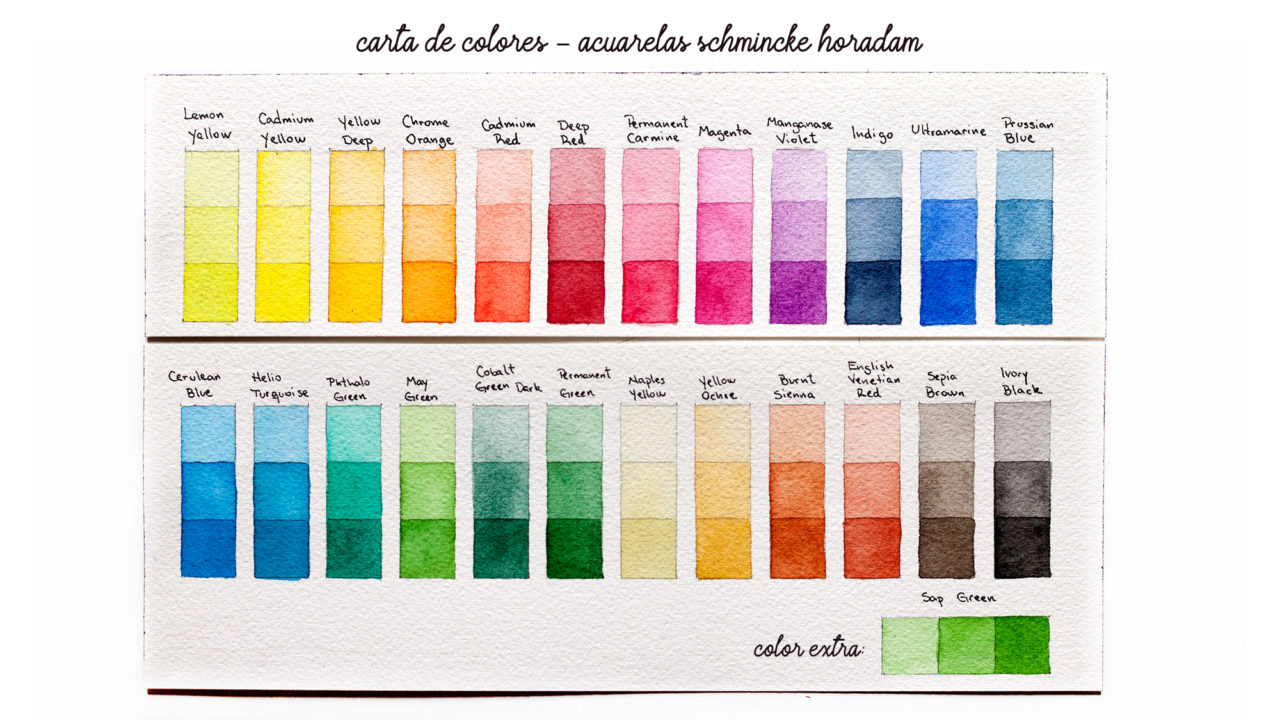 carta de colores – acuarelas schmincke horadam
Lemon
Yellow
Cadmium
Yellow
Yellow
Deep
Chrome
Orange
Cadmium
Red
Deep
Red
Permanent
Carmine
Magenta
Manganase
Violet
Indigo
Ultramarine
Prussian
Blue
Cerulean
Blue
Helio
Turquoise
Phthalo
Green
May
Green
Cobalt
Green Dark
Permanent
Green
Naples
Yellow
Yellow
Ochre
Burnt
Sienna
English
Venetian
Red
Sepia
Brown
Ivory
Black
Sap Green
color extra: